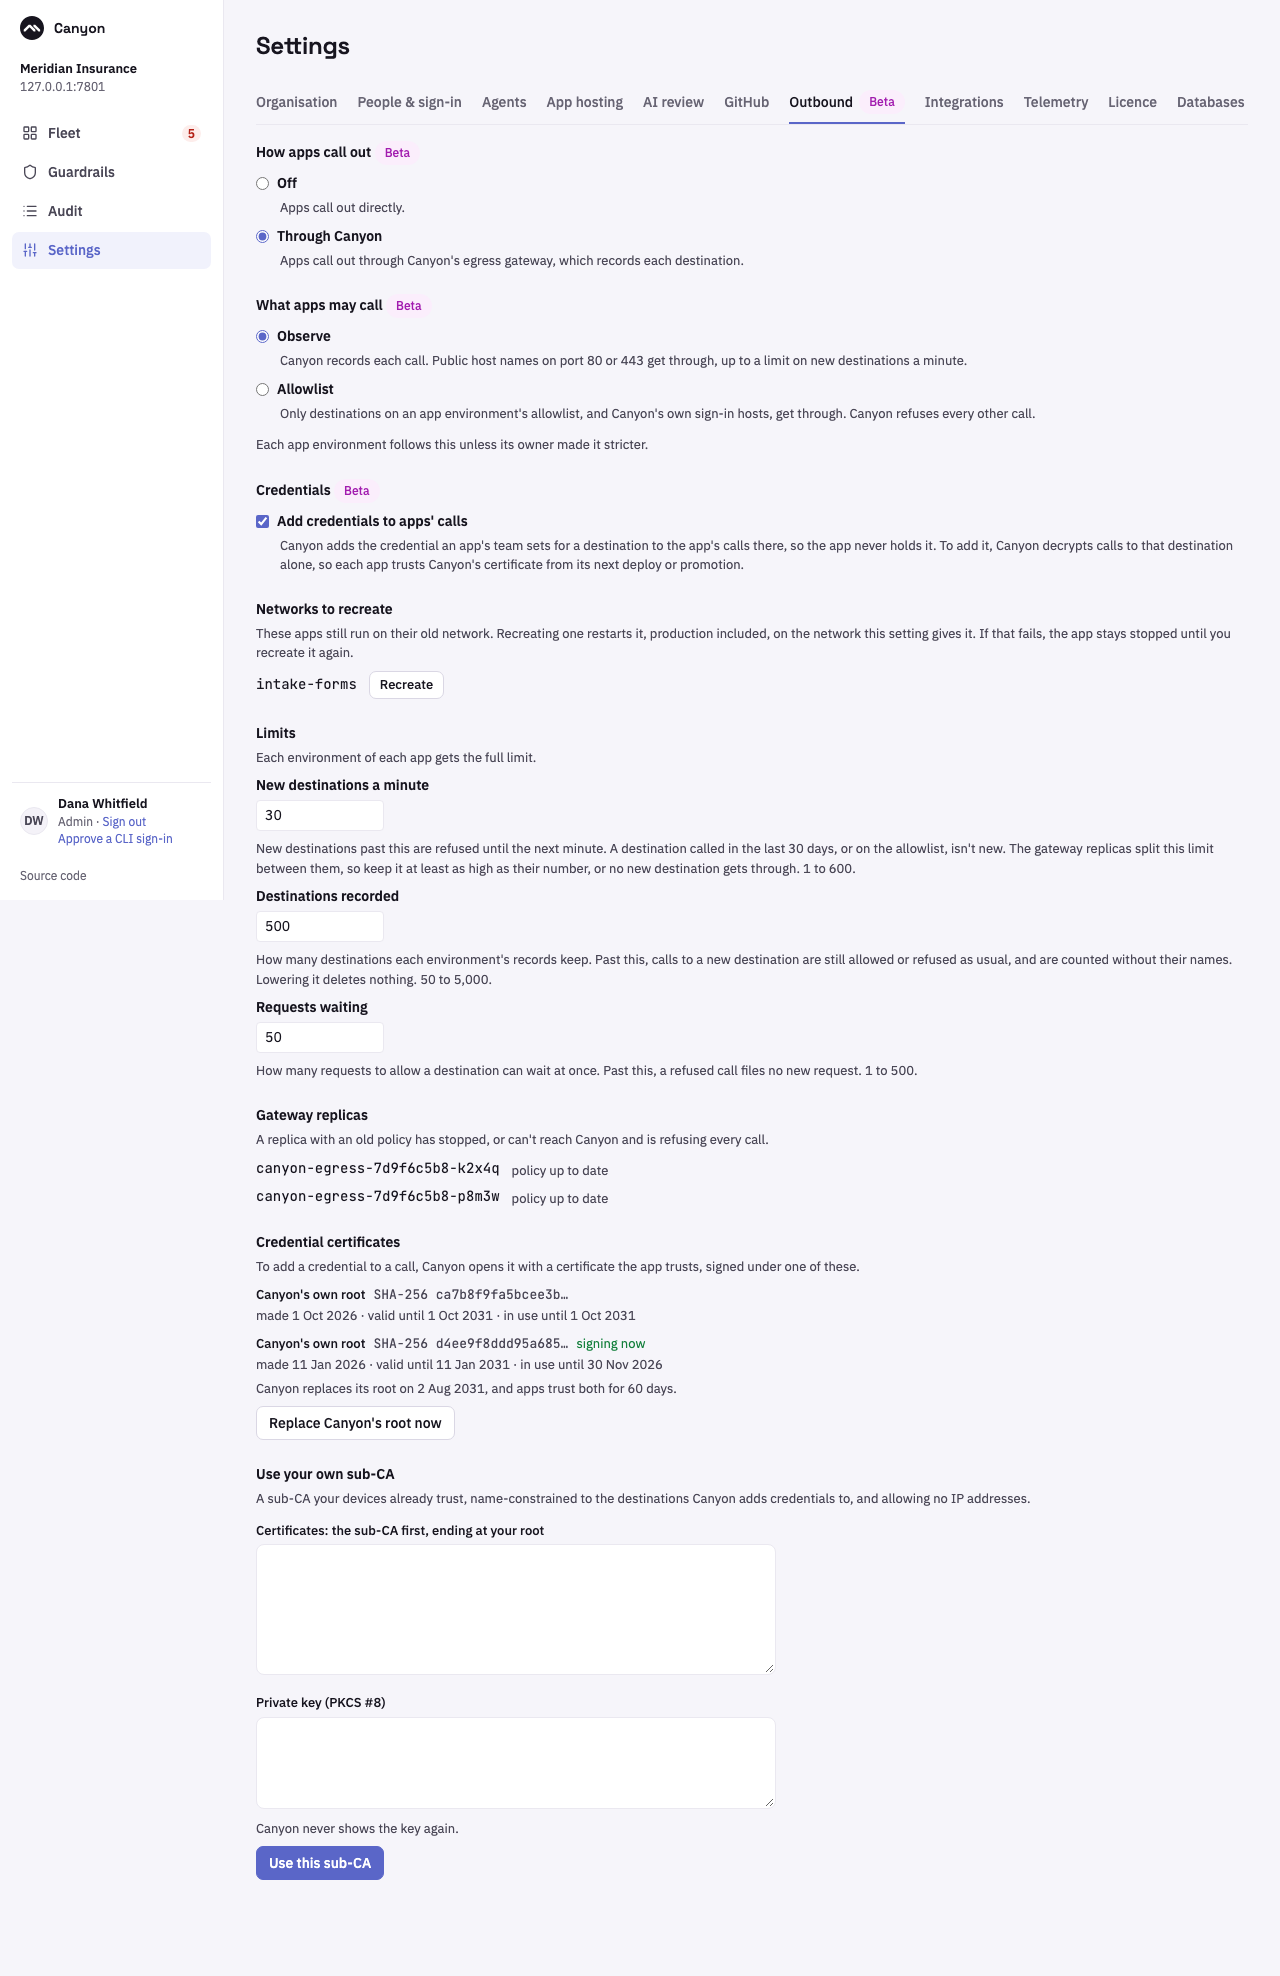 Canyon
Meridian Insurance
127.0.0.1:7801
Fleet 5
Guardrails
Audit
Settings
DW
Dana Whitfield
Admin · Sign out
Approve a CLI sign-in
Source code
Settings
Organisation People & sign-in Agents App hosting AI review GitHub Outbound Beta Integrations Telemetry Licence Databases
How apps call out Beta
Off
Apps call out directly.
Through Canyon
Apps call out through Canyon's egress gateway, which records each destination.
What apps may call Beta
Observe
Canyon records each call. Public host names on port 80 or 443 get through, up to a limit on new destinations a minute.
Allowlist
Only destinations on an app environment's allowlist, and Canyon's own sign-in hosts, get through. Canyon refuses every other call.
Each app environment follows this unless its owner made it stricter.
Credentials Beta
Add credentials to apps' calls
Canyon adds the credential an app's team sets for a destination to the app's calls there, so the app never holds it. To add it, Canyon decrypts calls to that destination
alone, so each app trusts Canyon's certificate from its next deploy or promotion.
Networks to recreate
These apps still run on their old network. Recreating one restarts it, production included, on the network this setting gives it. If that fails, the app stays stopped until you
recreate it again.
intake-forms Recreate
Limits
Each environment of each app gets the full limit.
New destinations a minute
30
New destinations past this are refused until the next minute. A destination called in the last 30 days, or on the allowlist, isn't new. The gateway replicas split this limit
between them, so keep it at least as high as their number, or no new destination gets through. 1 to 600.
Destinations recorded
500
How many destinations each environment's records keep. Past this, calls to a new destination are still allowed or refused as usual, and are counted without their names.
Lowering it deletes nothing. 50 to 5,000.
Requests waiting
50
How many requests to allow a destination can wait at once. Past this, a refused call files no new request. 1 to 500.
Gateway replicas
A replica with an old policy has stopped, or can't reach Canyon and is refusing every call.
canyon-egress-7d9f6c5b8-k2x4q policy up to date
canyon-egress-7d9f6c5b8-p8m3w policy up to date
Credential certificates
To add a credential to a call, Canyon opens it with a certificate the app trusts, signed under one of these.
Canyon's own root SHA-256 ca7b8f9fa5bcee3b…
made 1 Oct 2026 · valid until 1 Oct 2031 · in use until 1 Oct 2031
Canyon's own root SHA-256 d4ee9f8ddd95a685… signing now
made 11 Jan 2026 · valid until 11 Jan 2031 · in use until 30 Nov 2026
Canyon replaces its root on 2 Aug 2031, and apps trust both for 60 days.
Replace Canyon's root now
Use your own sub-CA
A sub-CA your devices already trust, name-constrained to the destinations Canyon adds credentials to, and allowing no IP addresses.
Certificates: the sub-CA first, ending at your root
Private key (PKCS #8)
Canyon never shows the key again.
Use this sub-CA